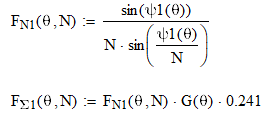 F_N1(θ, N) := sin(ψ1(θ)) / (N · sin(ψ1(θ) / N))
F_Σ1(θ, N) := F_N1(θ, N) · G(θ) · 0.241